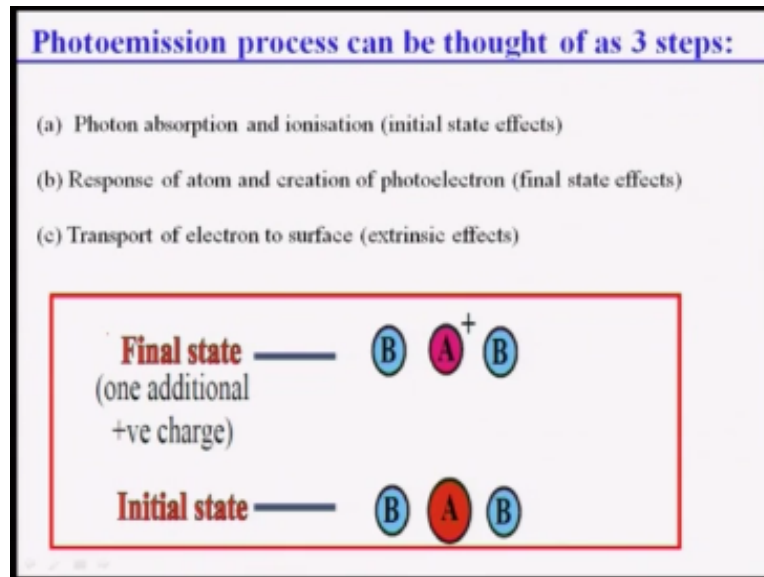 Photoemission process can be thought of as 3 steps:
(a) Photon absorption and ionisation (initial state effects)
(b) Response of atom and creation of photoelectron (final state effects)
(c) Transport of electron to surface (extrinsic effects)
Final state B A+ B
(one additional
+ve charge)
Initial state B A B